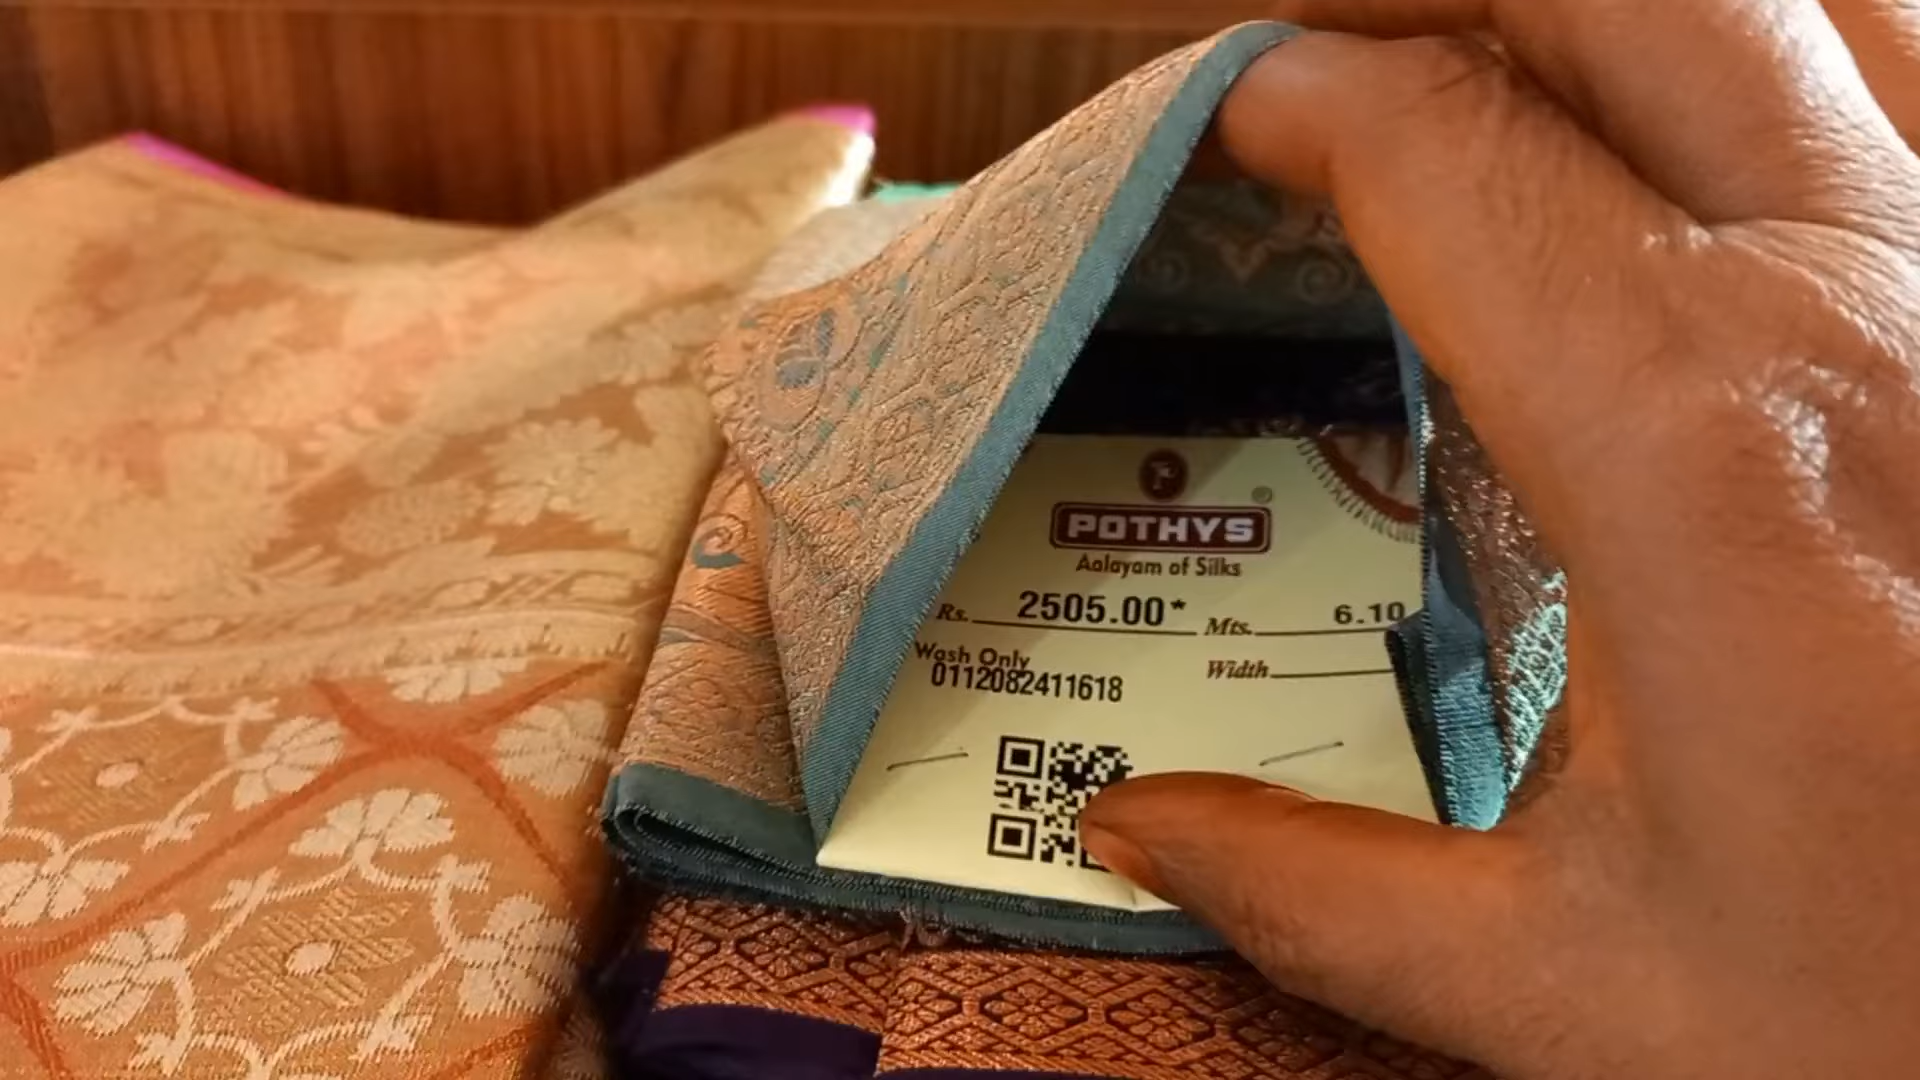 P
POTHYS ®
Aalayam of Silks
Rs. 2505.00* Mts. 6.10
Wash Only
Width
0112082411618